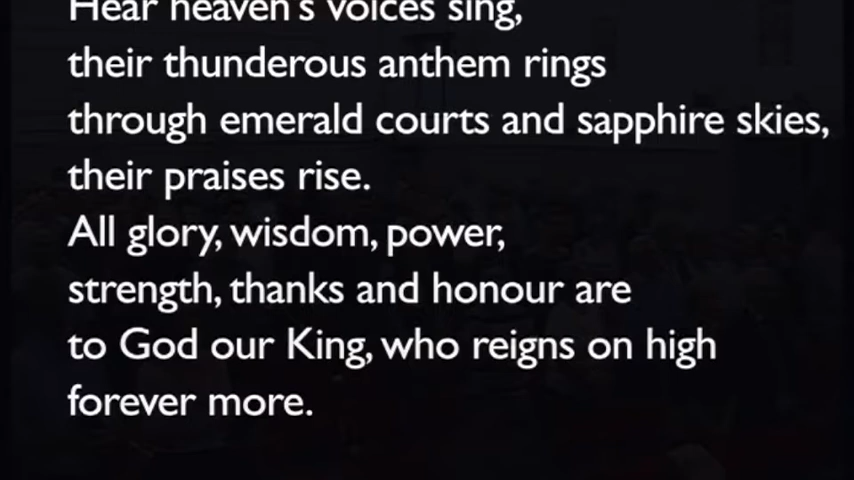 Hear heaven's voices sing,
their thunderous anthem rings
through emerald courts and sapphire skies,
their praises rise.
All glory, wisdom, power,
strength, thanks and honour are
to God our King, who reigns on high
forever more.